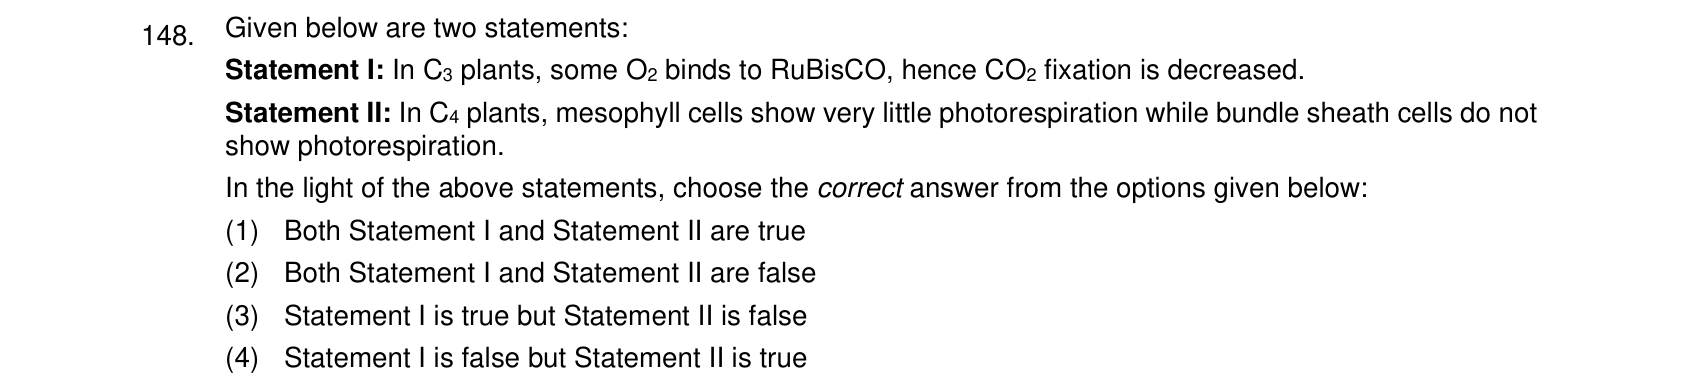 148. Given below are two statements:
Statement I: In C₃ plants, some O₂ binds to RuBisCO, hence CO₂ fixation is decreased.
Statement II: In C₄ plants, mesophyll cells show very little photorespiration while bundle sheath cells do not
show photorespiration.
In the light of the above statements, choose the correct answer from the options given below:
(1) Both Statement I and Statement II are true
(2) Both Statement I and Statement II are false
(3) Statement I is true but Statement II is false
(4) Statement I is false but Statement II is true